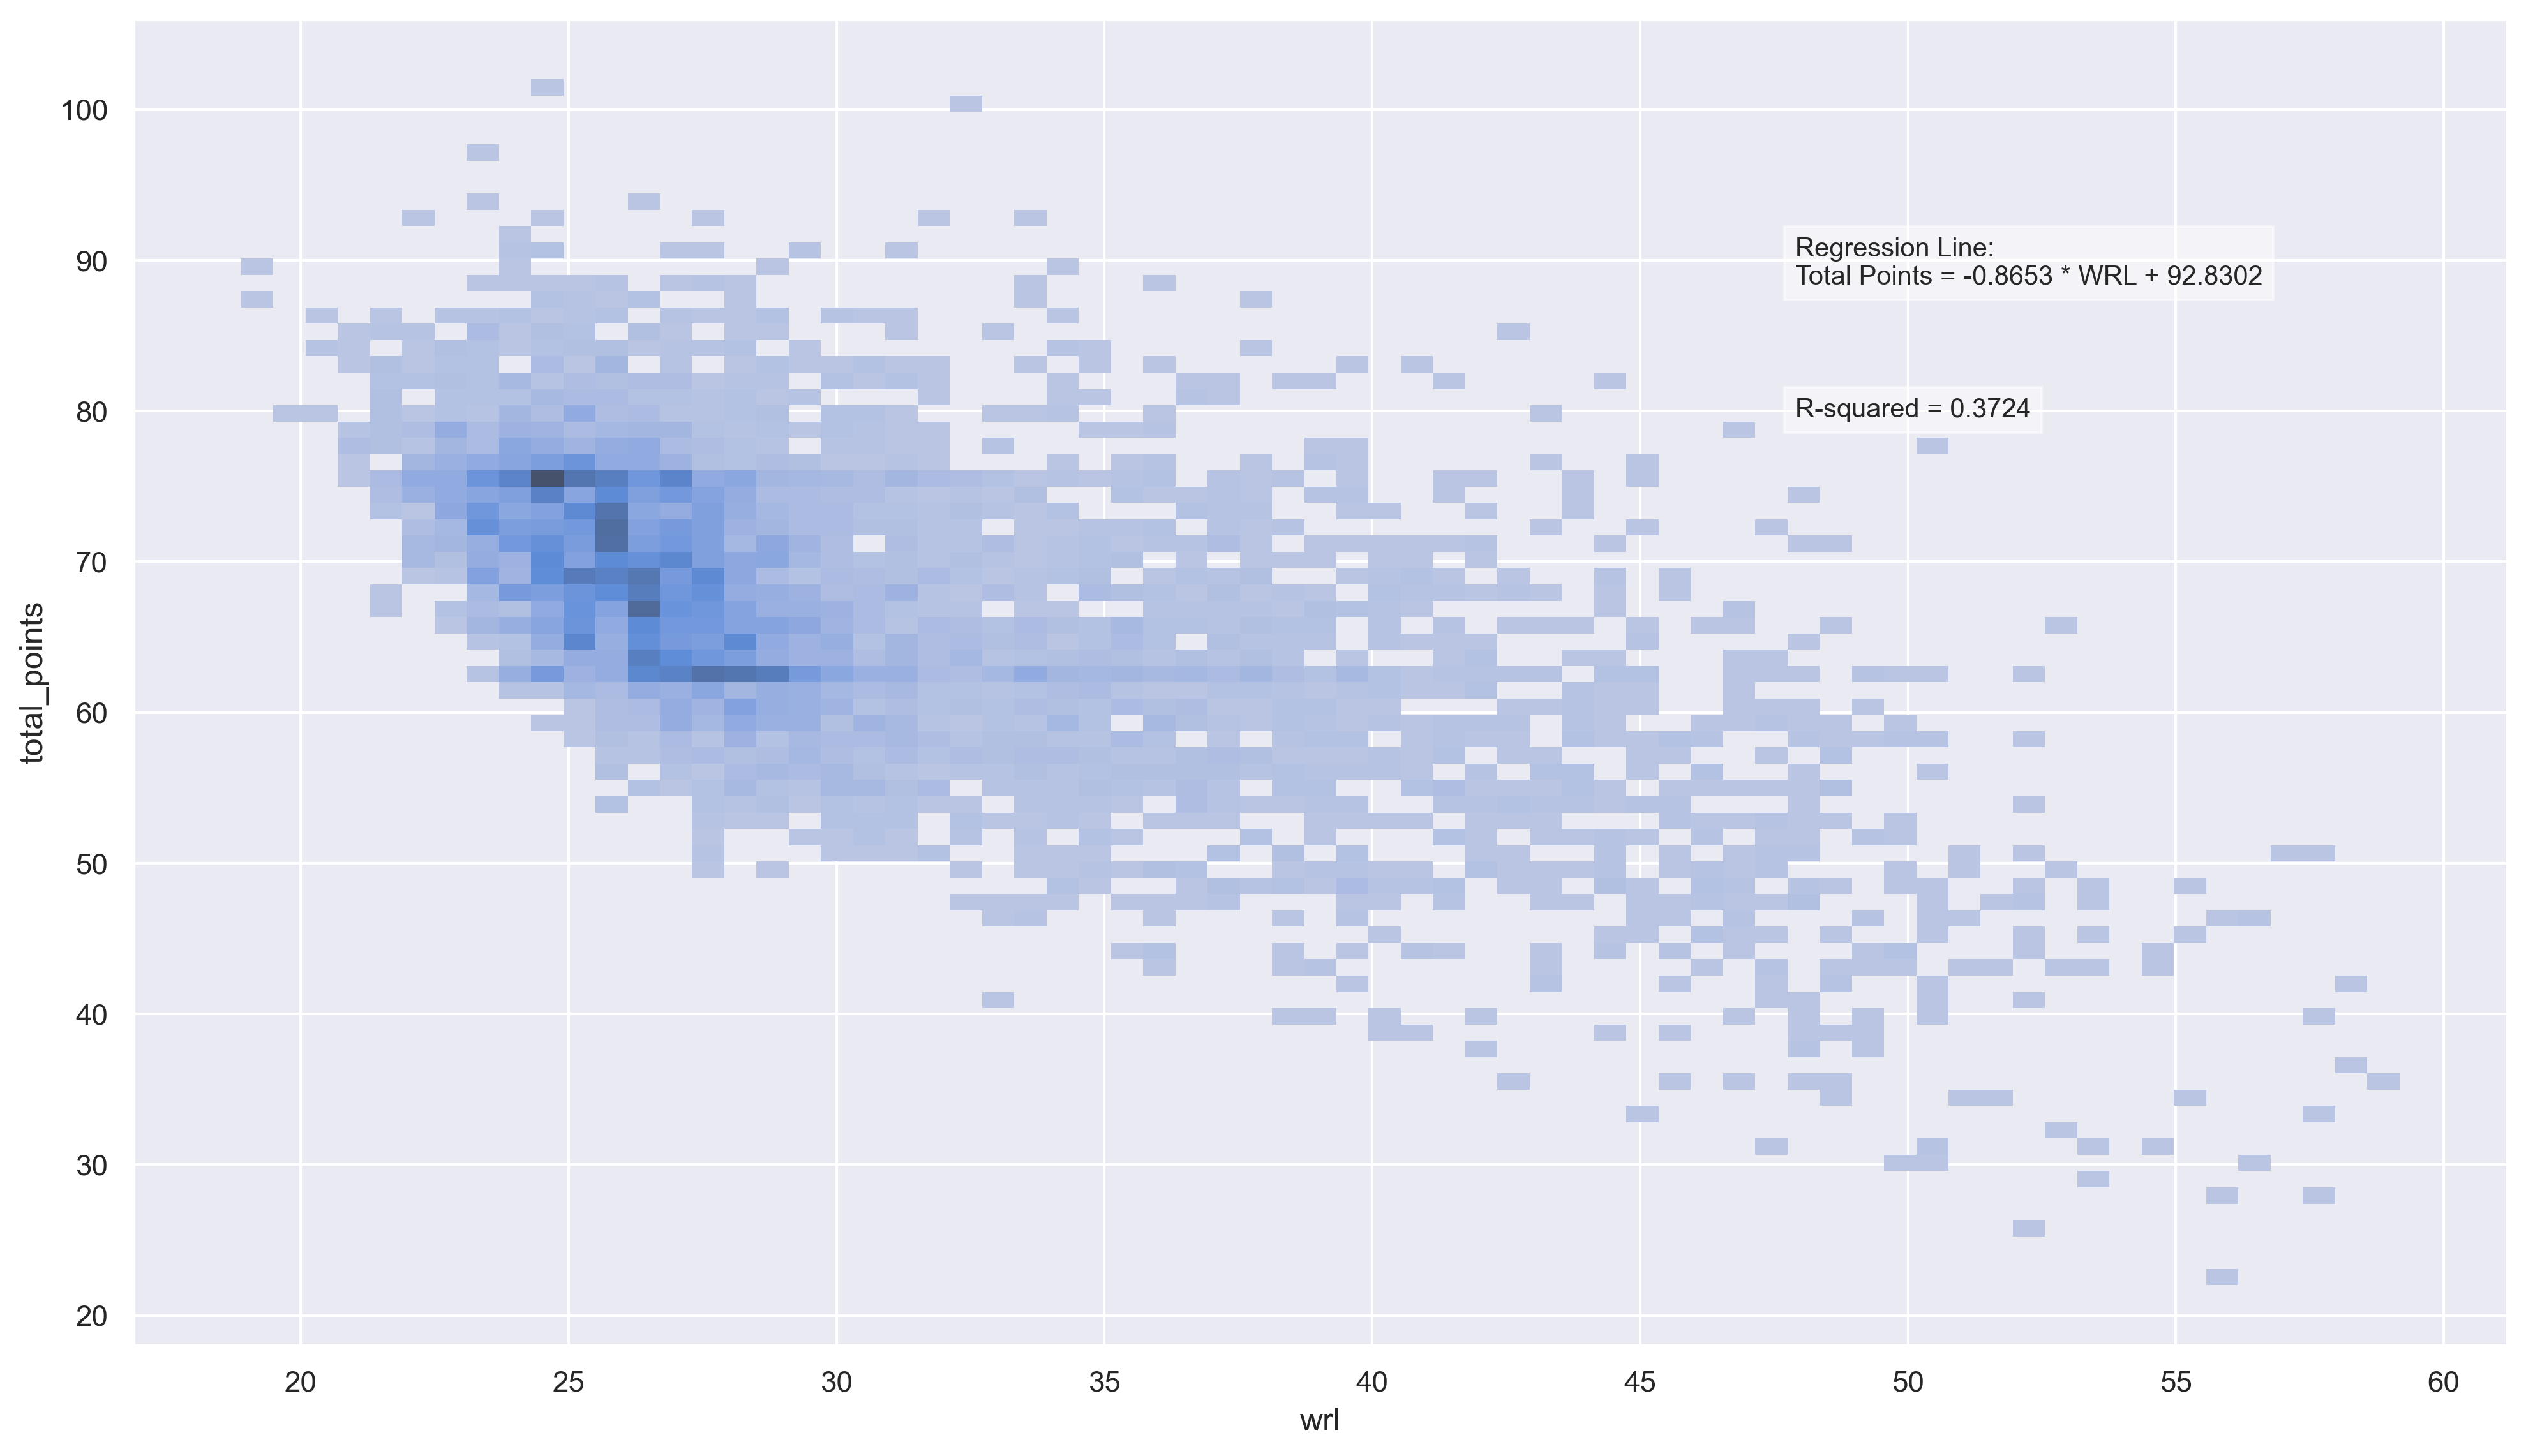 100
90
80
70
60
50
40
30
20
total_points
Regression Line:
Total Points = -0.8653 * WRL + 92.8302
R-squared = 0.3724
20 25 30 35 40 45 50 55 60
wrl